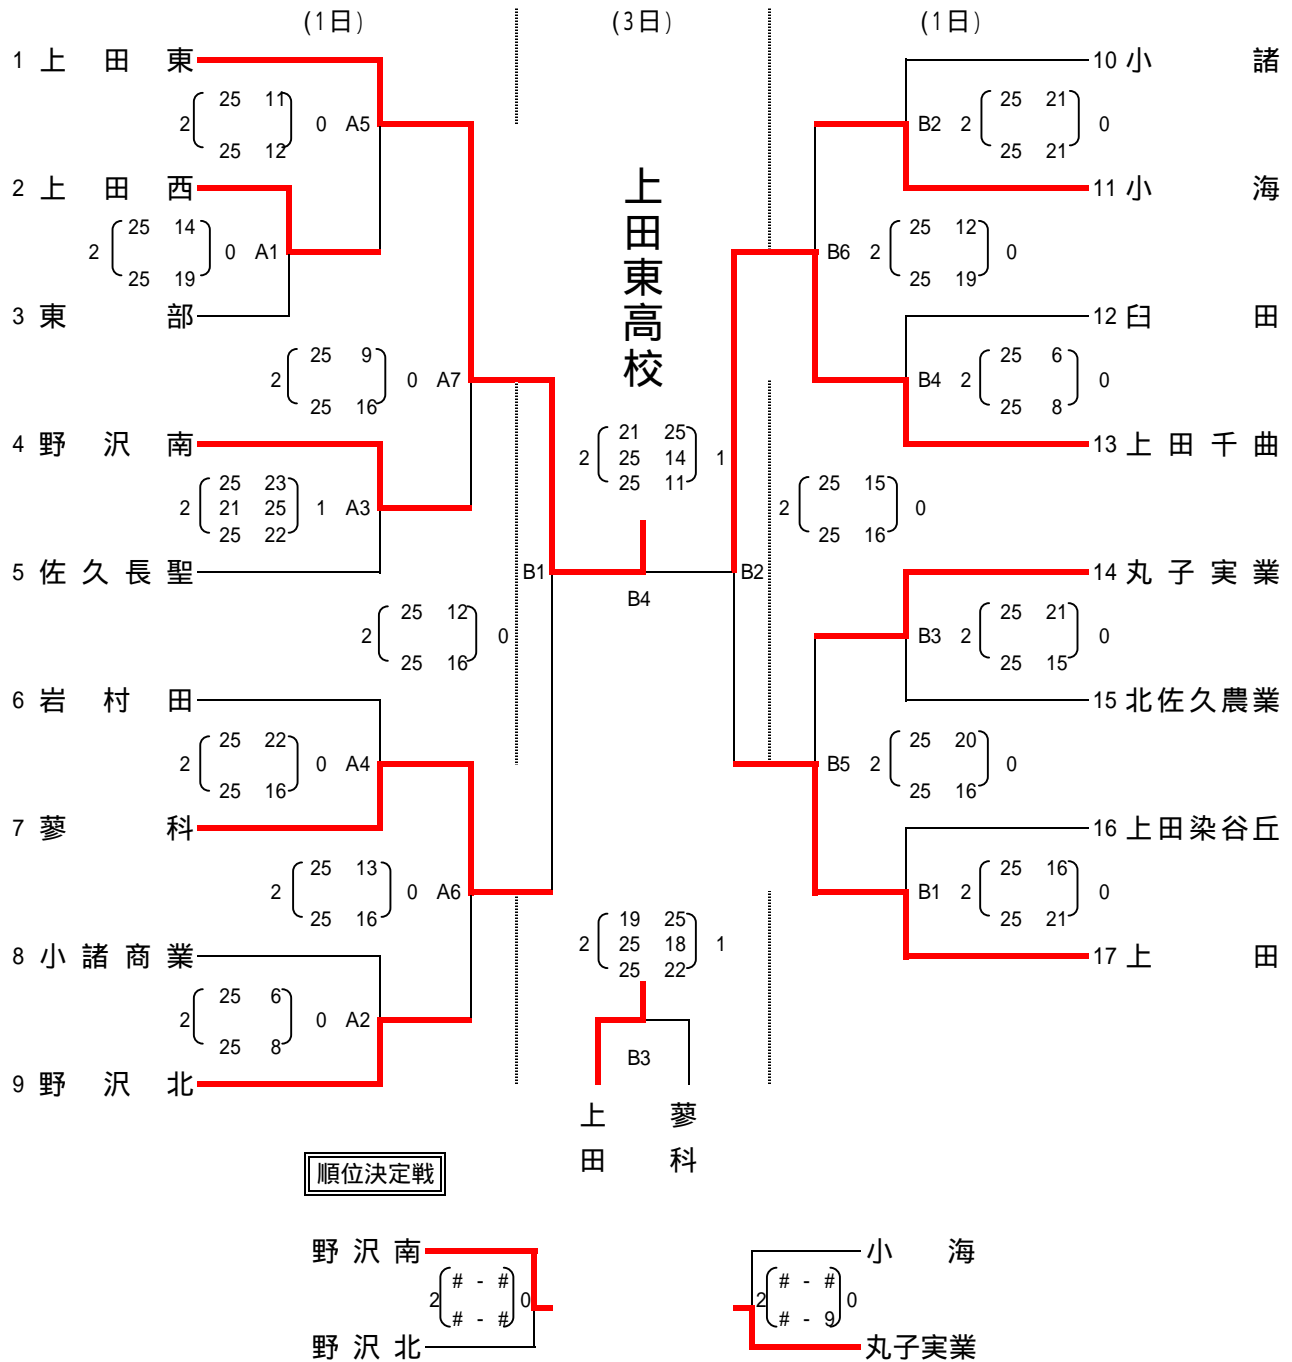 (1日) (3日) (1日)
1 上田東 10 小諸
25 11 25 21
2 0 A5 B2 2 0
25 12 25 21
上田東高校
2 上田西 11 小海
25 14 25 12
2 0 A1 B6 2 0
25 19 25 19
3 東部 12 臼田
25 9 25 6
2 0 A7 B4 2 0
25 16 25 8
4 野沢南 21 25 13 上田千曲
2 25 14 1
25 11
25 23 25 15
2 21 25 1 A3 2 0
25 22 25 16
5 佐久長聖 B1 B2 14 丸子実業
B4
25 12 25 21
2 0 B3 2 0
25 16 25 15
6 岩村田 15 北佐久農業
25 22 25 20
2 0 A4 B5 2 0
25 16 25 16
7 蓼科 16 上田染谷丘
25 13 25 16
2 0 A6 B1 2 0
25 16 25 21
19 25
2 25 18 1
25 22
8 小諸商業 17 上田
25 6
2 0 A2
25 8
B3
9 野沢北
上田 蓼科
順位決定戦
野沢南 小海
# - # # - #
2 0 2 0
# - # # - 9
野沢北 丸子実業